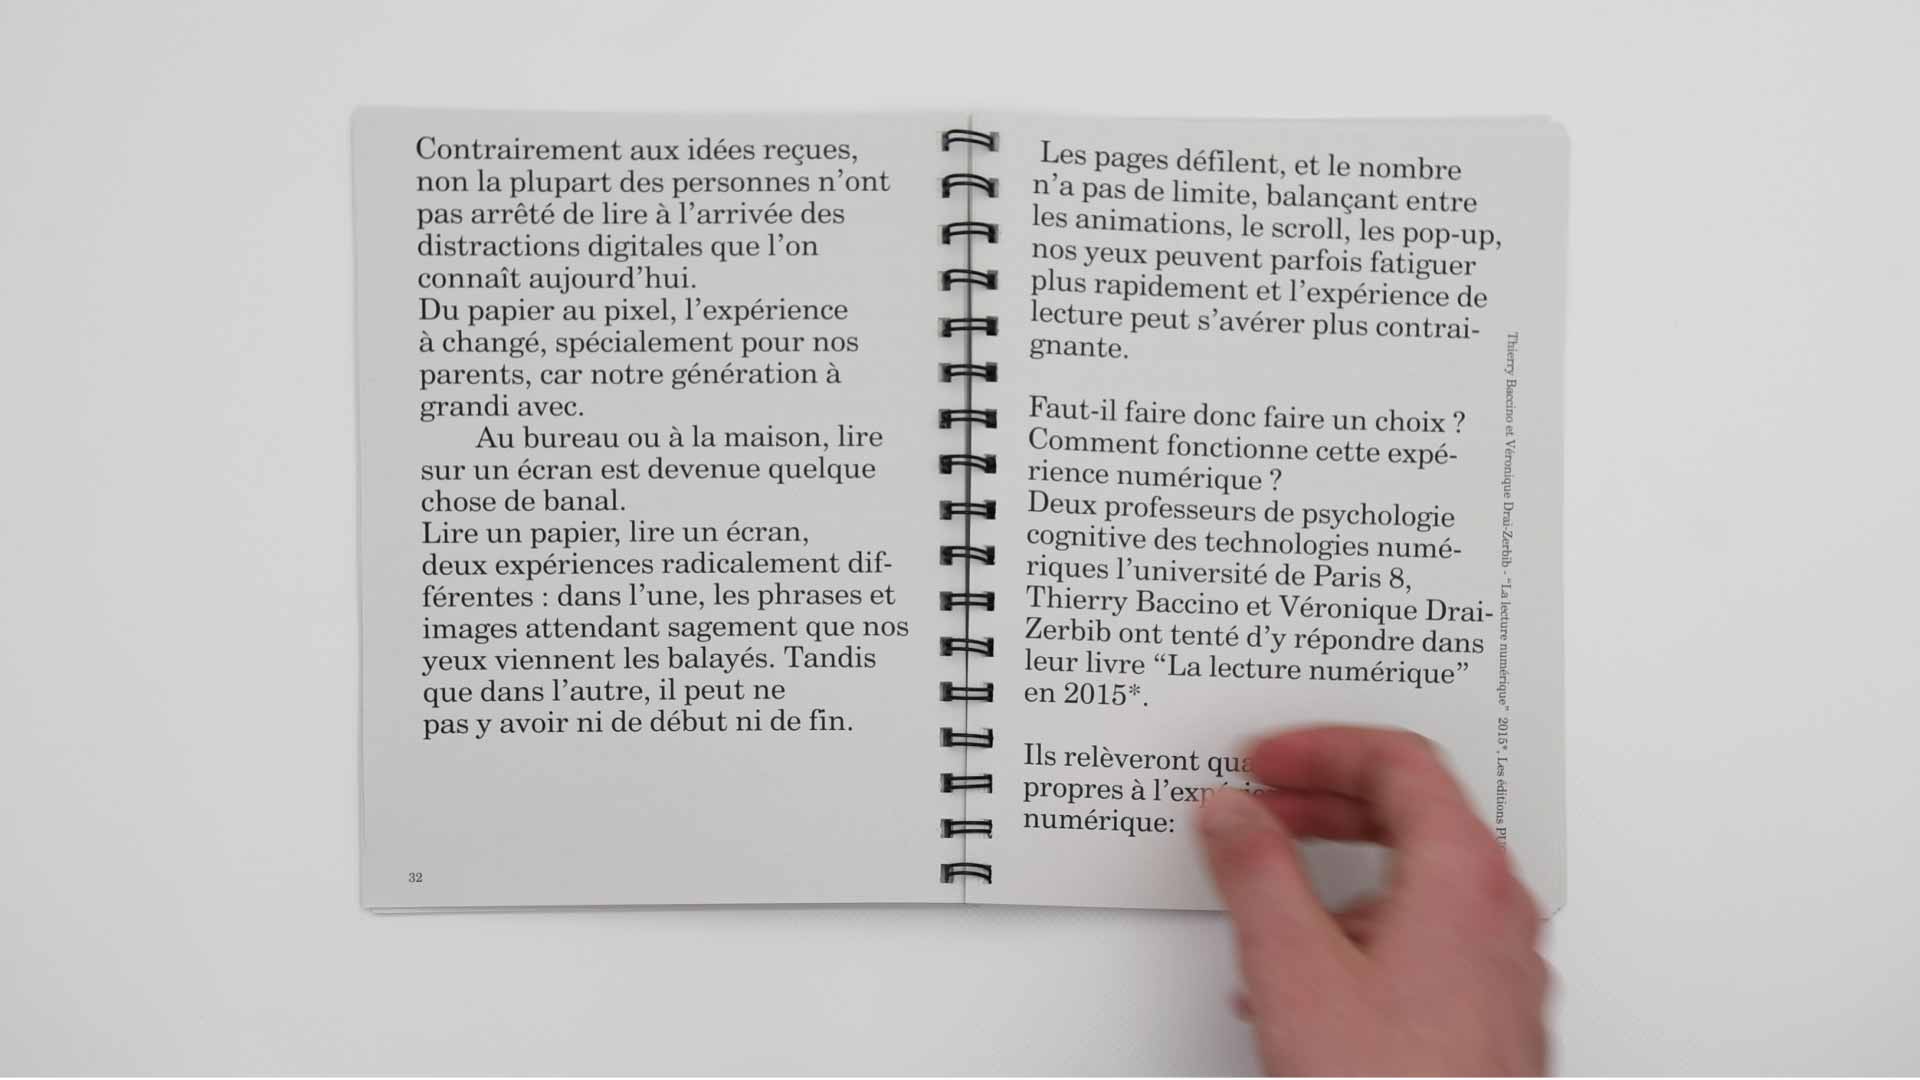 Contrairement aux idées reçues,
non la plupart des personnes n’ont
pas arrêté de lire à l’arrivée des
distractions digitales que l’on
connaît aujourd’hui.
Du papier au pixel, l’expérience
à changé, spécialement pour nos
parents, car notre génération à
grandi avec.
Au bureau ou à la maison, lire
sur un écran est devenue quelque
chose de banal.
Lire un papier, lire un écran,
deux expériences radicalement dif-
férentes : dans l’une, les phrases et
images attendant sagement que nos
yeux viennent les balayés. Tandis
que dans l’autre, il peut ne
pas y avoir ni de début ni de fin.
32
Les pages défilent, et le nombre
n’a pas de limite, balançant entre
les animations, le scroll, les pop-up,
nos yeux peuvent parfois fatiguer
plus rapidement et l’expérience de
lecture peut s’avérer plus contrai-
gnante.
Faut-il faire donc faire un choix ?
Comment fonctionne cette expé-
rience numérique ?
Deux professeurs de psychologie
cognitive des technologies numé-
riques l’université de Paris 8,
Thierry Baccino et Véronique Drai-
Zerbib ont tenté d’y répondre dans
leur livre “La lecture numérique”
en 2015*.
Ils relèveront
propres à
numérique:
Thierry Baccino et Véronique Drai-Zerbib - “La lecture numérique” 2015*, Les éditions